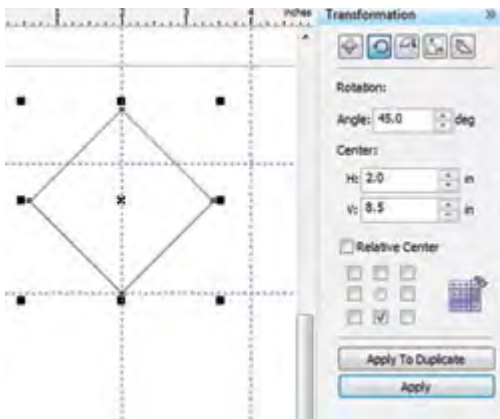 inches
Transformation
Rotation:
Angle: 45.0 deg
Center:
H: 2.0 in
V: 8.5 in
Relative Center
Apply To Duplicate
Apply